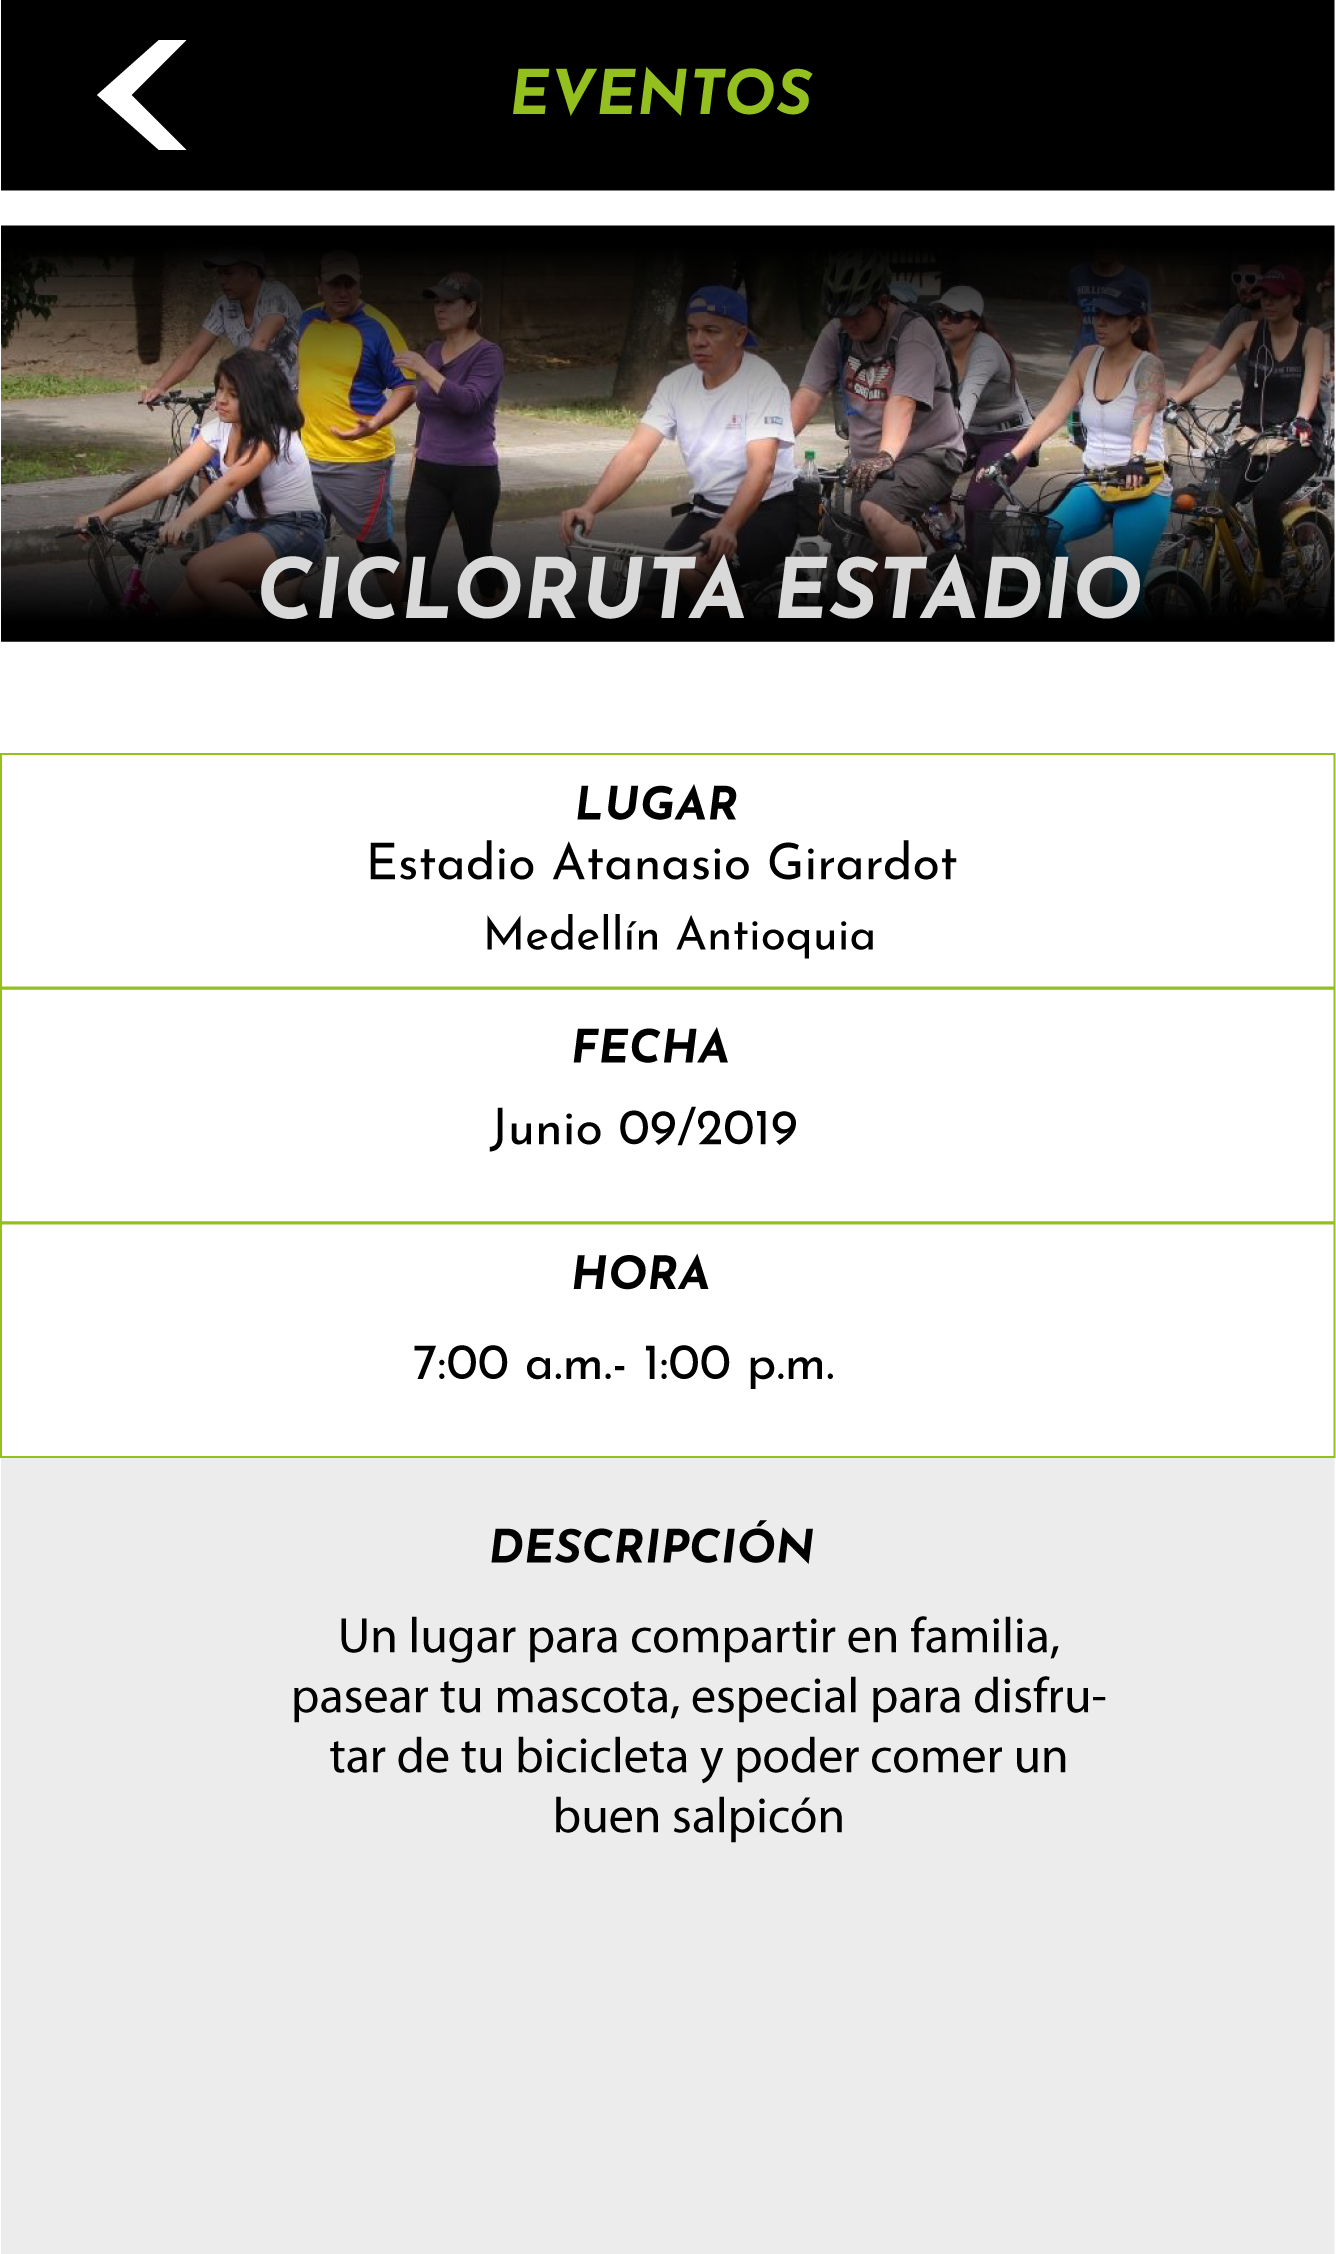 EVENTOS
CICLORUTA ESTADIO
LUGAR
Estadio Atanasio Girardot
Medellín Antioquia
FECHA
Junio 09/2019
HORA
7:00 a.m.- 1:00 p.m.
DESCRIPCIÓN
Un lugar para compartir en familia,
pasear tu mascota, especial para disfru-
tar de tu bicicleta y poder comer un
buen salpicón